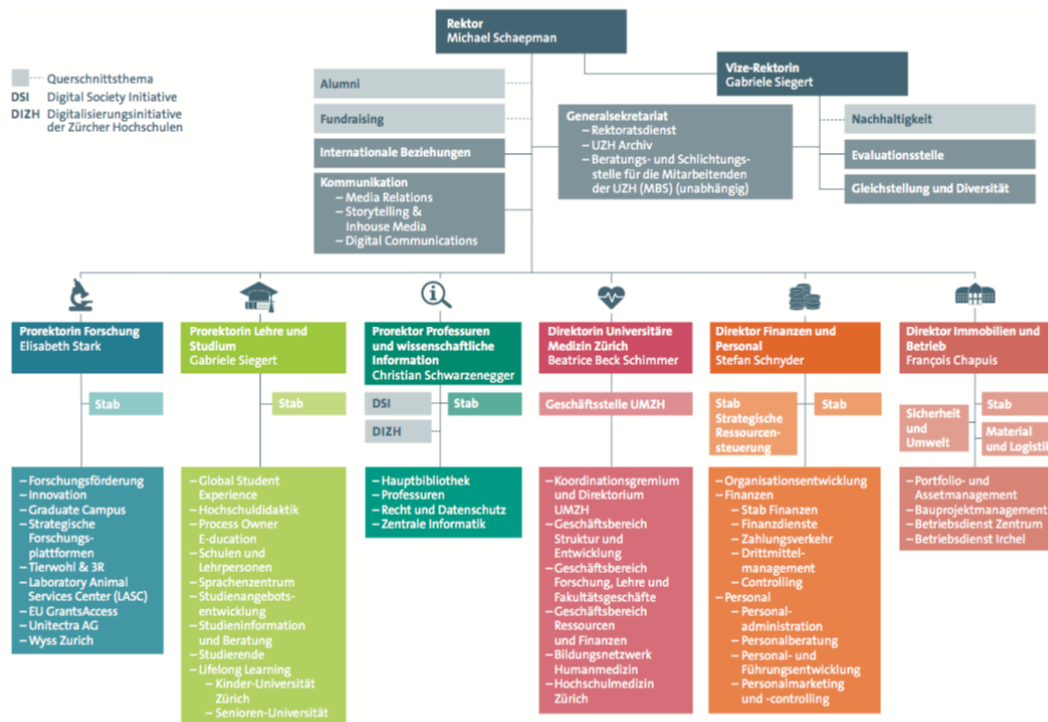 Rektor
Michael Schaepman
Querschnittsthema
DSI Digital Society Initiative
DIZH Digitalisierungsinitiative
der Zürcher Hochschulen
Vize-Rektorin
Gabriele Siegert
Alumni
Fundraising
Internationale Beziehungen
Kommunikation
– Media Relations
– Storytelling &
Inhouse Media
– Digital Communications
Generalsekretariat
– Rektoratsdienst
– UZH Archiv
– Beratungs- und Schlichtungs-
stelle für die Mitarbeitenden
der UZH (MBS) (unabhängig)
Nachhaltigkeit
Evaluationsstelle
Gleichstellung und Diversität
Prorektorin Forschung
Elisabeth Stark
Stab
– Forschungsförderung
– Innovation
– Graduate Campus
– Strategische
Forschungs-
plattformen
– Tierwohl & 3R
– Laboratory Animal
Services Center (LASC)
– EU GrantsAccess
– Unitectra AG
– Wyss Zurich
Prorektorin Lehre und
Studium
Gabriele Siegert
Stab
– Global Student
Experience
– Hochschuldidaktik
– Process Owner
E-education
– Schulen und
Lehrpersonen
– Sprachenzentrum
– Studienangebots-
entwicklung
– Studieninformation
und Beratung
– Studierende
– Lifelong Learning
– Kinder-Universität
Zürich
– Senioren-Universität
Prorektor Professuren
und wissenschaftliche
Information
Christian Schwarzenegger
DSI
Stab
DIZH
– Hauptbibliothek
– Professuren
– Recht und Datenschutz
– Zentrale Informatik
Direktorin Universitäre
Medizin Zürich
Beatrice Beck Schimmer
Geschäftsstelle UMZH
– Koordinationsgremium
und Direktorium
UMZH
– Geschäftsbereich
Struktur und
Entwicklung
– Geschäftsbereich
Forschung, Lehre und
Fakultätsgeschäfte
– Geschäftsbereich
Ressourcen
und Finanzen
– Bildungsnetzwerk
Humanmedizin
– Hochschulmedizin
Zürich
Direktor Finanzen und
Personal
Stefan Schnyder
Stab
Strategische
Ressourcen-
steuerung
Stab
– Organisationsentwicklung
– Finanzen
– Stab Finanzen
– Finanzdienste
– Zahlungsverkehr
– Drittmittel-
management
– Controlling
– Personal
– Personal-
administration
– Personalberatung
– Personal- und
Führungsentwicklung
– Personalmarketing
und -controlling
Direktor Immobilien und
Betrieb
François Chapuis
Sicherheit
und
Umwelt
Stab
Material
und Logistik
– Portfolio- und
Assetmanagement
– Bauprojektmanagement
– Betriebsdienst Zentrum
– Betriebsdienst Irchel